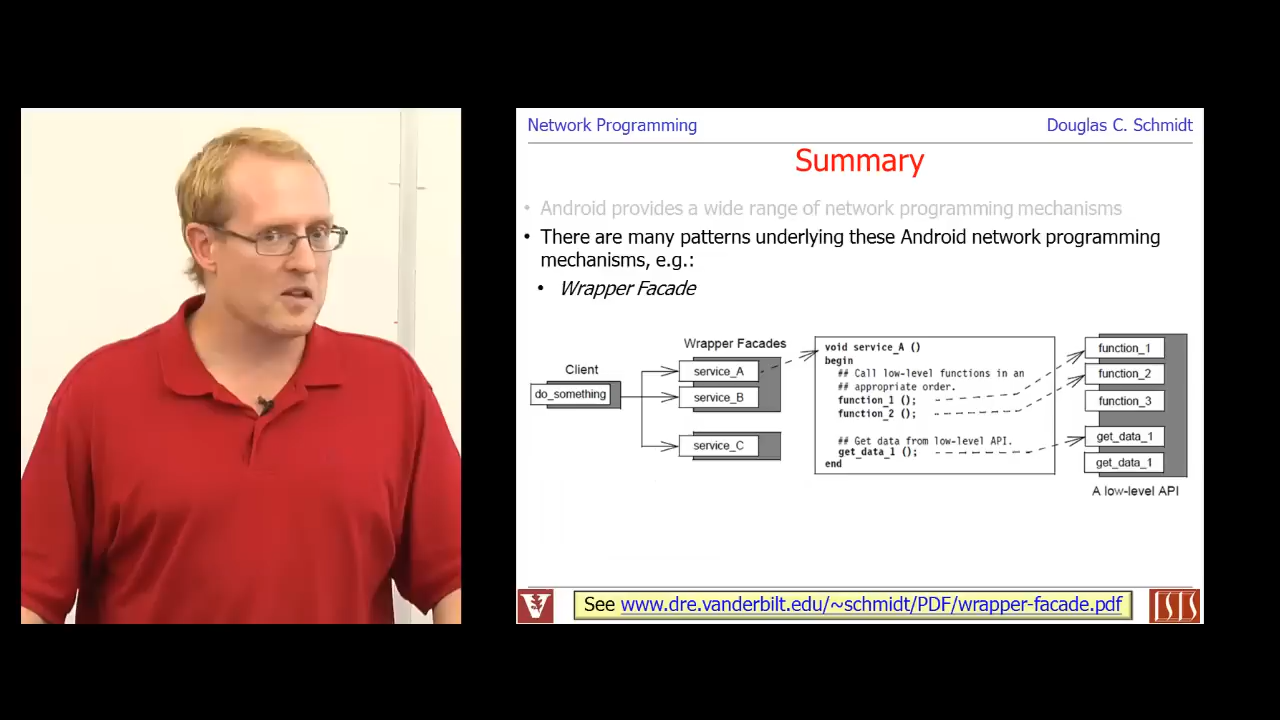 Network Programming
Douglas C. Schmidt
Summary
• Android provides a wide range of network programming mechanisms
• There are many patterns underlying these Android network programming
mechanisms, e.g.:
• Wrapper Facade
Client
do_something
Wrapper Facades
service_A
service_B
service_C
void service_A ()
begin
## Call low-level functions in an
## appropriate order.
function_1 ();
function_2 ();
## Get data from low-level API.
get_data_1 ();
end
function_1
function_2
function_3
get_data_1
get_data_1
A low-level API
See www.dre.vanderbilt.edu/~schmidt/PDF/wrapper-facade.pdf
ISIS